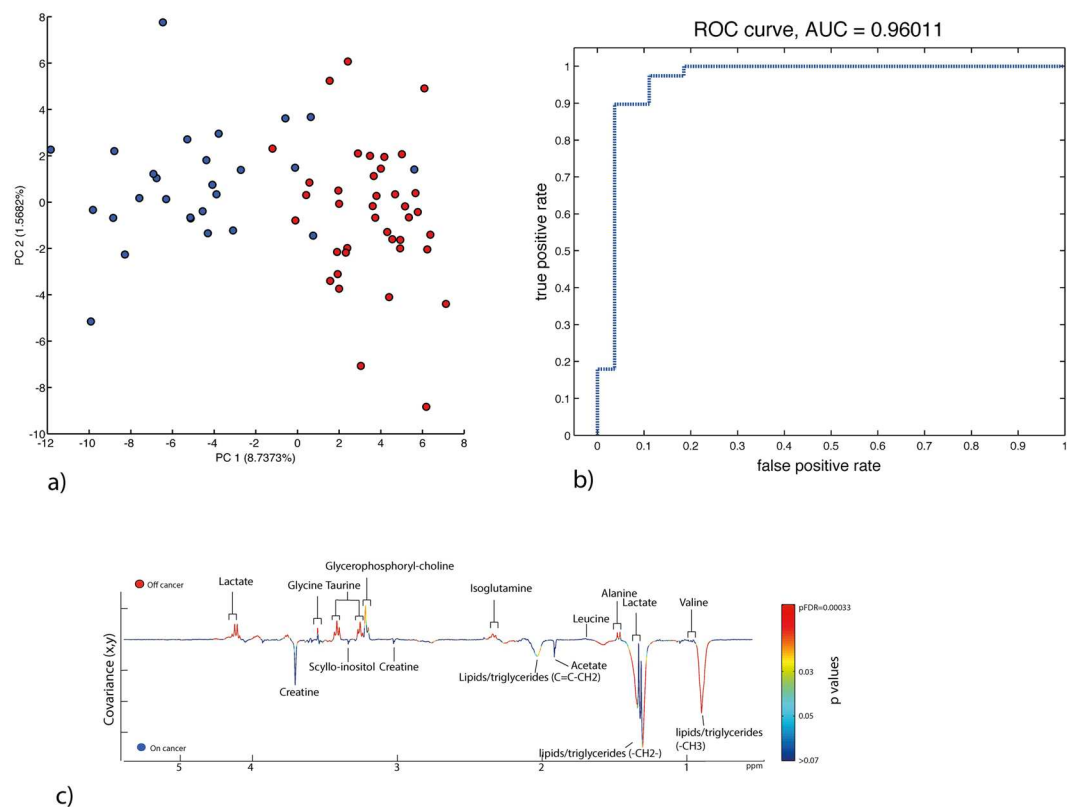 8
6
4
2
0
-2
-4
-6
-8
-10
PC 2 (1.5682%)
-12 -10 -8 -6 -4 -2 0 2 4 6 8
PC 1 (8.7373%)
a)
ROC curve, AUC = 0.96011
1
0.9
0.8
0.7
0.6
0.5
0.4
0.3
0.2
0.1
0
true positive rate
0 0.1 0.2 0.3 0.4 0.5 0.6 0.7 0.8 0.9 1
false positive rate
b)
Covariance (x,y)
Off cancer
Lactate
Glycine Taurine
Glycerophosphoryl-choline
Isoglutamine
Leucine
Alanine
Lactate
Valine
Creatine
Scyllo-inositol
Creatine
Lipids/triglycerides (C=C-CH2)
Acetate
lipids/triglycerides (-CH2-)
lipids/triglycerides
(-CH3)
On cancer
5 4 3 2 1 ppm
pFDR=0.00033
0.03
0.05
>0.07
p values
c)